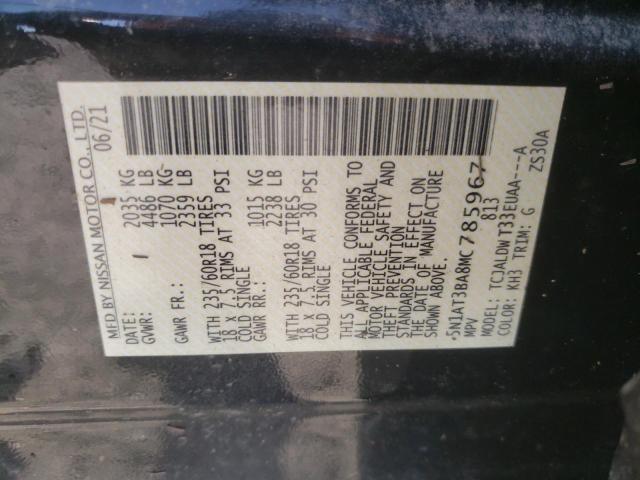 MFD BY NISSAN MOTOR CO., LTD.
DATE: 06/21
GVWR: 2035 KG
4486 LB
GAWR FR.: 1070 KG
2359 LB
WITH 235/60R18 TIRES
18 X 7.5 RIMS AT 33 PSI
COLD SINGLE
GAWR RR.: 1015 KG
2238 LB
WITH 235/60R18 TIRES
18 X 7.5 RIMS AT 30 PSI
COLD SINGLE
THIS VEHICLE CONFORMS TO
ALL APPLICABLE FEDERAL
MOTOR VEHICLE SAFETY AND
THEFT PREVENTION
STANDARDS IN EFFECT ON
THE DATE OF MANUFACTURE
SHOWN ABOVE.
*5N1AT3BA8MC785967
MPV 813
MODEL: TCJALDWT33EUAA---A
COLOR: KH3 TRIM: G ZS30A